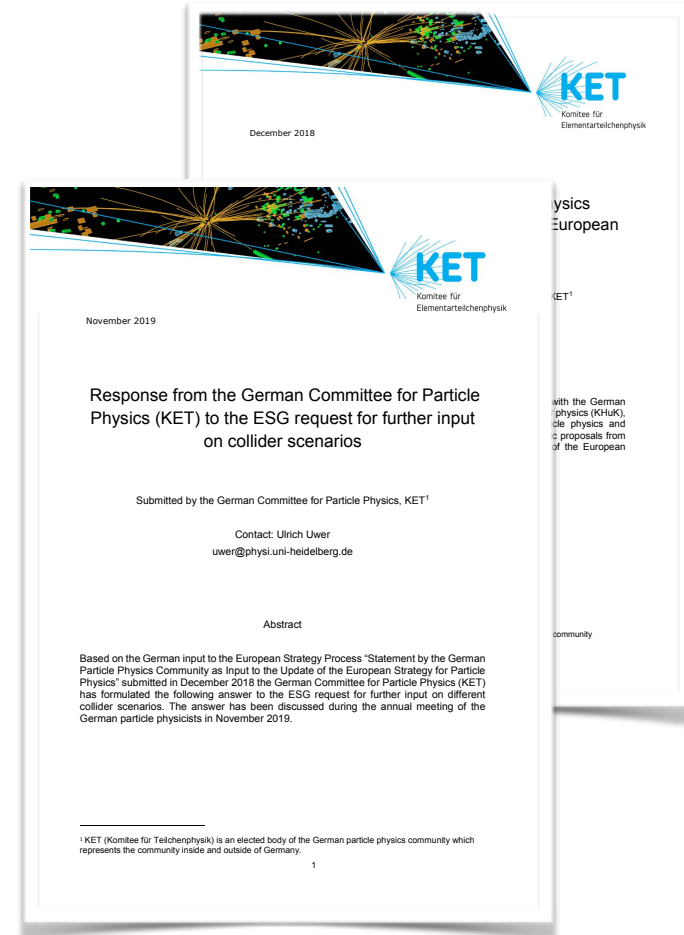 KET
Komitee für
Elementarteilchenphysik
December 2018
ysics
European
KET¹
with the German
physics (KHuK),
cle physics and
c proposals from
of the European
community
KET
Komitee für
Elementarteilchenphysik
November 2019
Response from the German Committee for Particle
Physics (KET) to the ESG request for further input
on collider scenarios
Submitted by the German Committee for Particle Physics, KET¹
Contact: Ulrich Uwer
uwer@physi.uni-heidelberg.de
Abstract
Based on the German input to the European Strategy Process “Statement by the German
Particle Physics Community as Input to the Update of the European Strategy for Particle
Physics” submitted in December 2018 the German Committee for Particle Physics (KET)
has formulated the following answer to the ESG request for further input on different
collider scenarios. The answer has been discussed during the annual meeting of the
German particle physicists in November 2019.
¹ KET (Komitee für Teilchenphysik) is an elected body of the German particle physics community which
represents the community inside and outside of Germany.
1